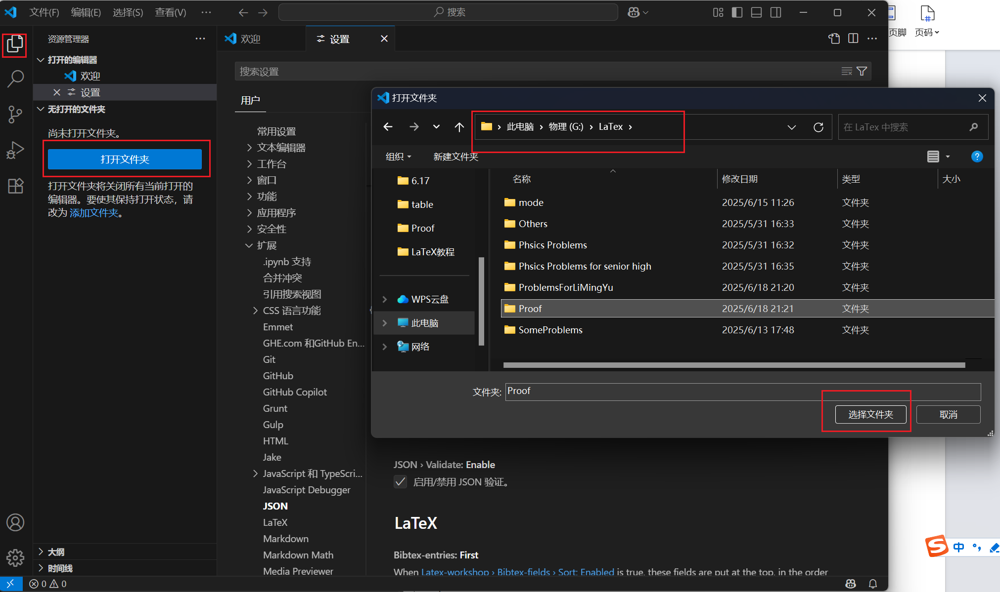 文件(F) 编辑(E) 选择(S) 查看(V) ··· 搜索
页脚 页码
资源管理器 ···
打开的编辑器
欢迎
设置
无打开的文件夹
尚未打开文件夹。
打开文件夹
打开文件夹将关闭所有当前打开的
编辑器。要使其保持打开状态，请
改为 添加文件夹。
大纲
时间线
欢迎 设置
搜索设置
用户
常用设置
文本编辑器
工作台
窗口
功能
应用程序
安全性
扩展
.ipynb 支持
合并冲突
引用搜索视图
CSS 语言功能
Emmet
GHE.com 和GitHub En...
Git
GitHub
GitHub Copilot
Grunt
Gulp
HTML
Jake
JavaScript 和 TypeScri...
JavaScript Debugger
JSON
LaTeX
Markdown
Markdown Math
Media Previewer
打开文件夹
此电脑 › 物理 (G:) › LaTex ›
在 LaTex 中搜索
组织 新建文件夹
6.17
table
Proof
LaTeX教程
WPS云盘
此电脑
网络
名称 修改日期 类型 大小
mode 2025/6/15 11:26 文件夹
Others 2025/5/31 16:33 文件夹
Phsics Problems 2025/5/31 16:32 文件夹
Phsics Problems for senior high 2025/5/31 16:35 文件夹
ProblemsForLiMingYu 2025/6/18 21:20 文件夹
Proof 2025/6/18 21:21 文件夹
SomeProblems 2025/6/13 17:48 文件夹
文件夹: Proof
选择文件夹 取消
JSON › Validate: Enable
启用/禁用 JSON 验证。
LaTeX
Bibtex-entries: First
When Latex-workshop › Bibtex-fields › Sort: Enabled is true, these fields are put at the top, in the order
0 0
中